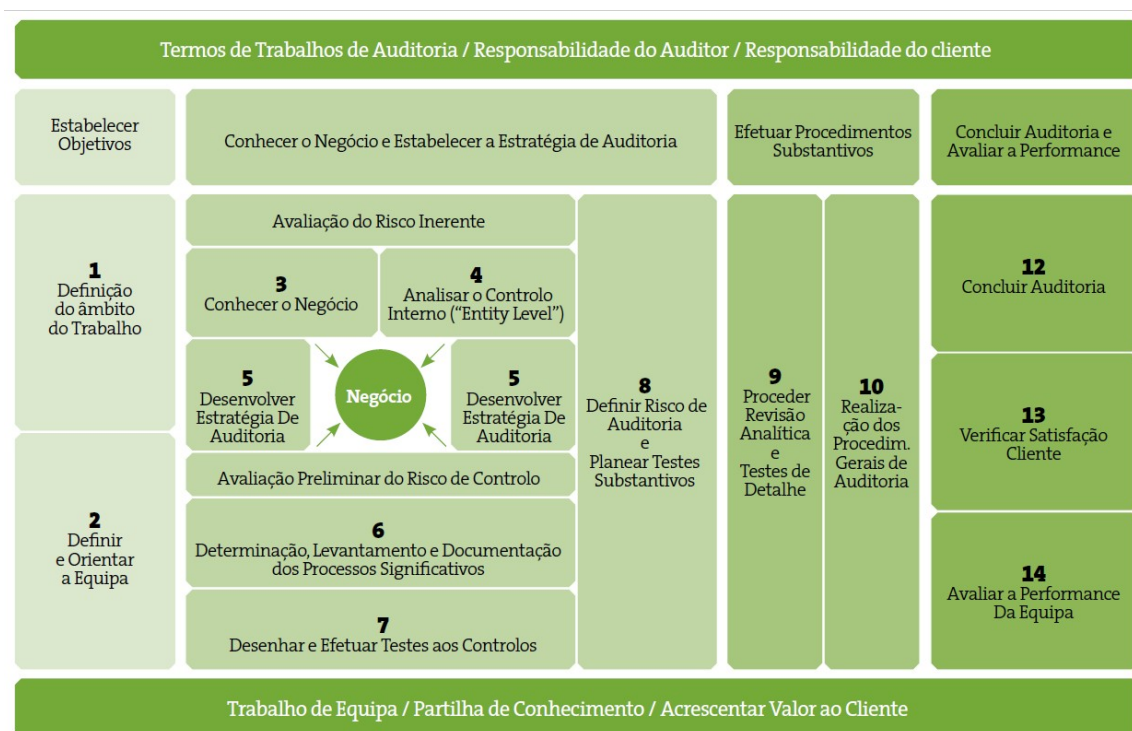 Termos de Trabalhos de Auditoria / Responsabilidade do Auditor / Responsabilidade do cliente
Estabelecer
Objetivos
Conhecer o Negócio e Estabelecer a Estratégia de Auditoria
Efetuar Procedimentos
Substantivos
Concluir Auditoria e
Avaliar a Performance
1
Definição
do âmbito
do Trabalho
2
Definir
e Orientar
a Equipa
Avaliação do Risco Inerente
3
Conhecer o Negócio
4
Analisar o Controlo
Interno (“Entity Level”)
5
Desenvolver
Estratégia De
Auditoria
Negócio
5
Desenvolver
Estratégia De
Auditoria
Avaliação Preliminar do Risco de Controlo
6
Determinação, Levantamento e Documentação
dos Processos Significativos
7
Desenhar e Efetuar Testes aos Controlos
8
Definir Risco de
Auditoria
e
Planear Testes
Substantivos
9
Proceder
Revisão
Analítica
e
Testes de
Detalhe
10
Realiza-
ção dos
Procedim.
Gerais de
Auditoria
12
Concluir Auditoria
13
Verificar Satisfação
Cliente
14
Avaliar a Performance
Da Equipa
Trabalho de Equipa / Partilha de Conhecimento / Acrescentar Valor ao Cliente